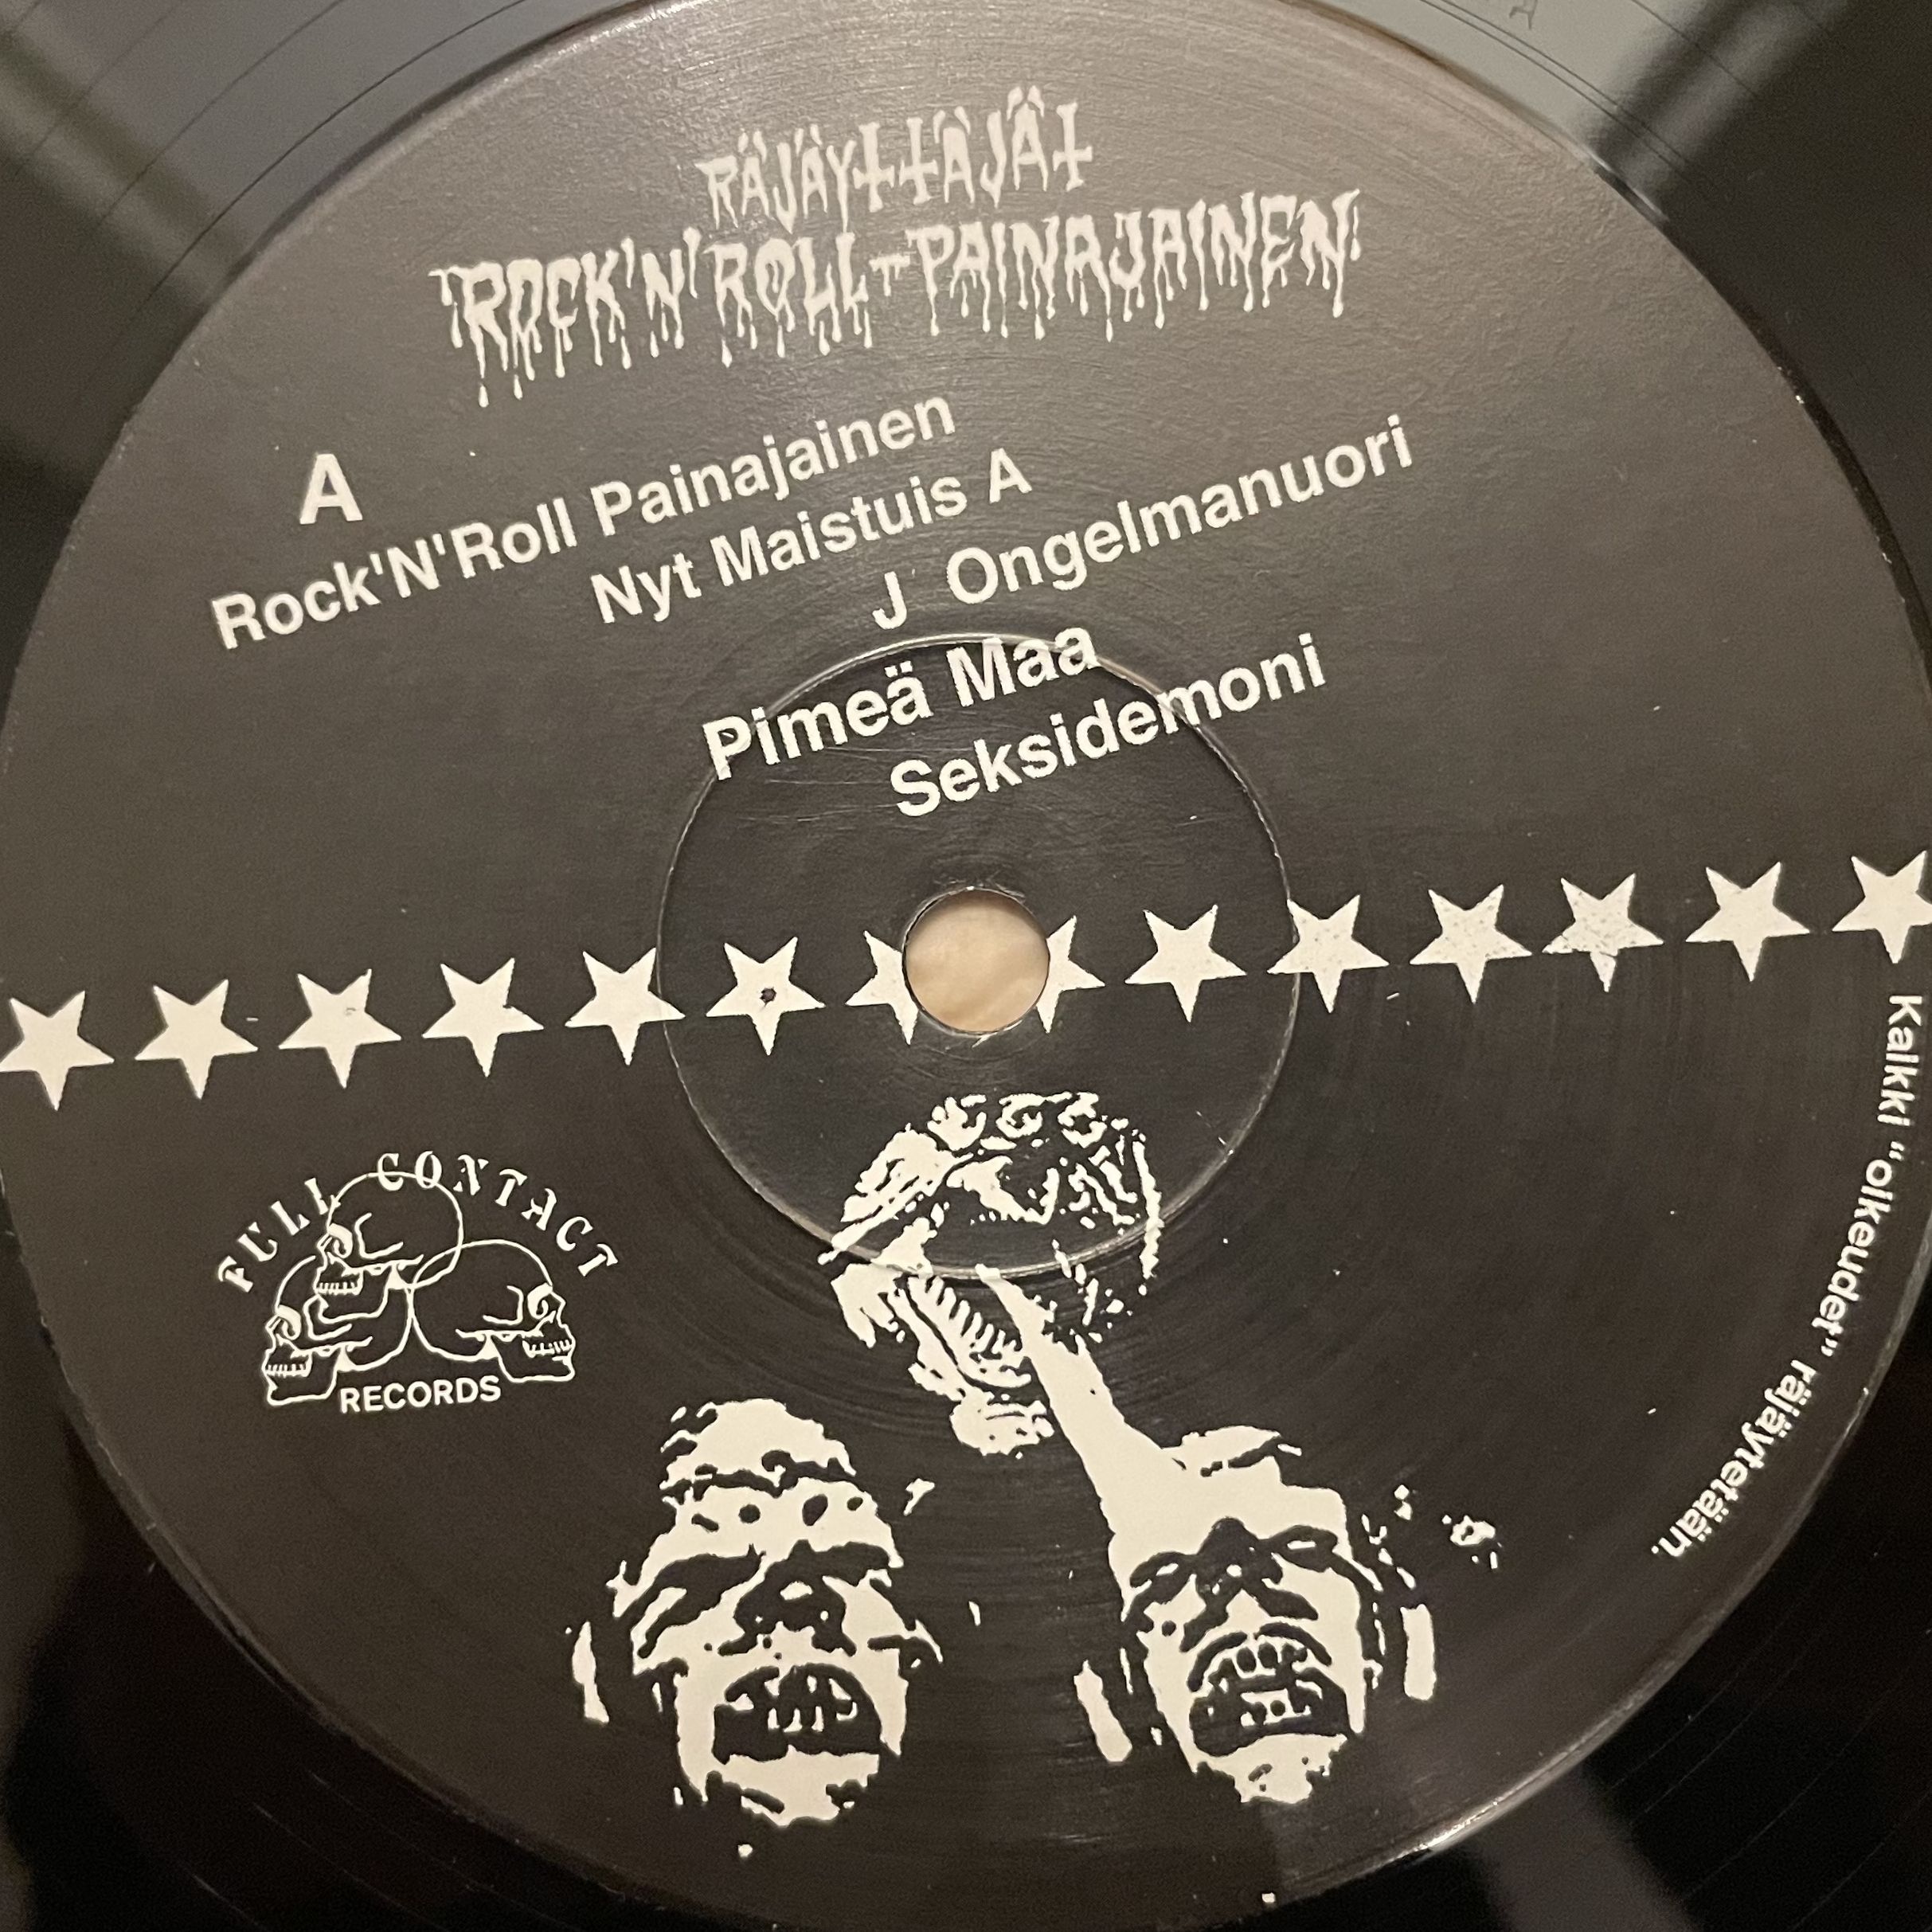 RÄJÄYTTÄJÄT
ROCK'N'ROLL-PAINAJAINEN
A
Rock'N'Roll Painajainen
Nyt Maistuis A
J Ongelmanuori
Pimeä Maa
Seksidemoni
FULL CONTACT
RECORDS
Kaikki "oikeudet" räjäytetään.